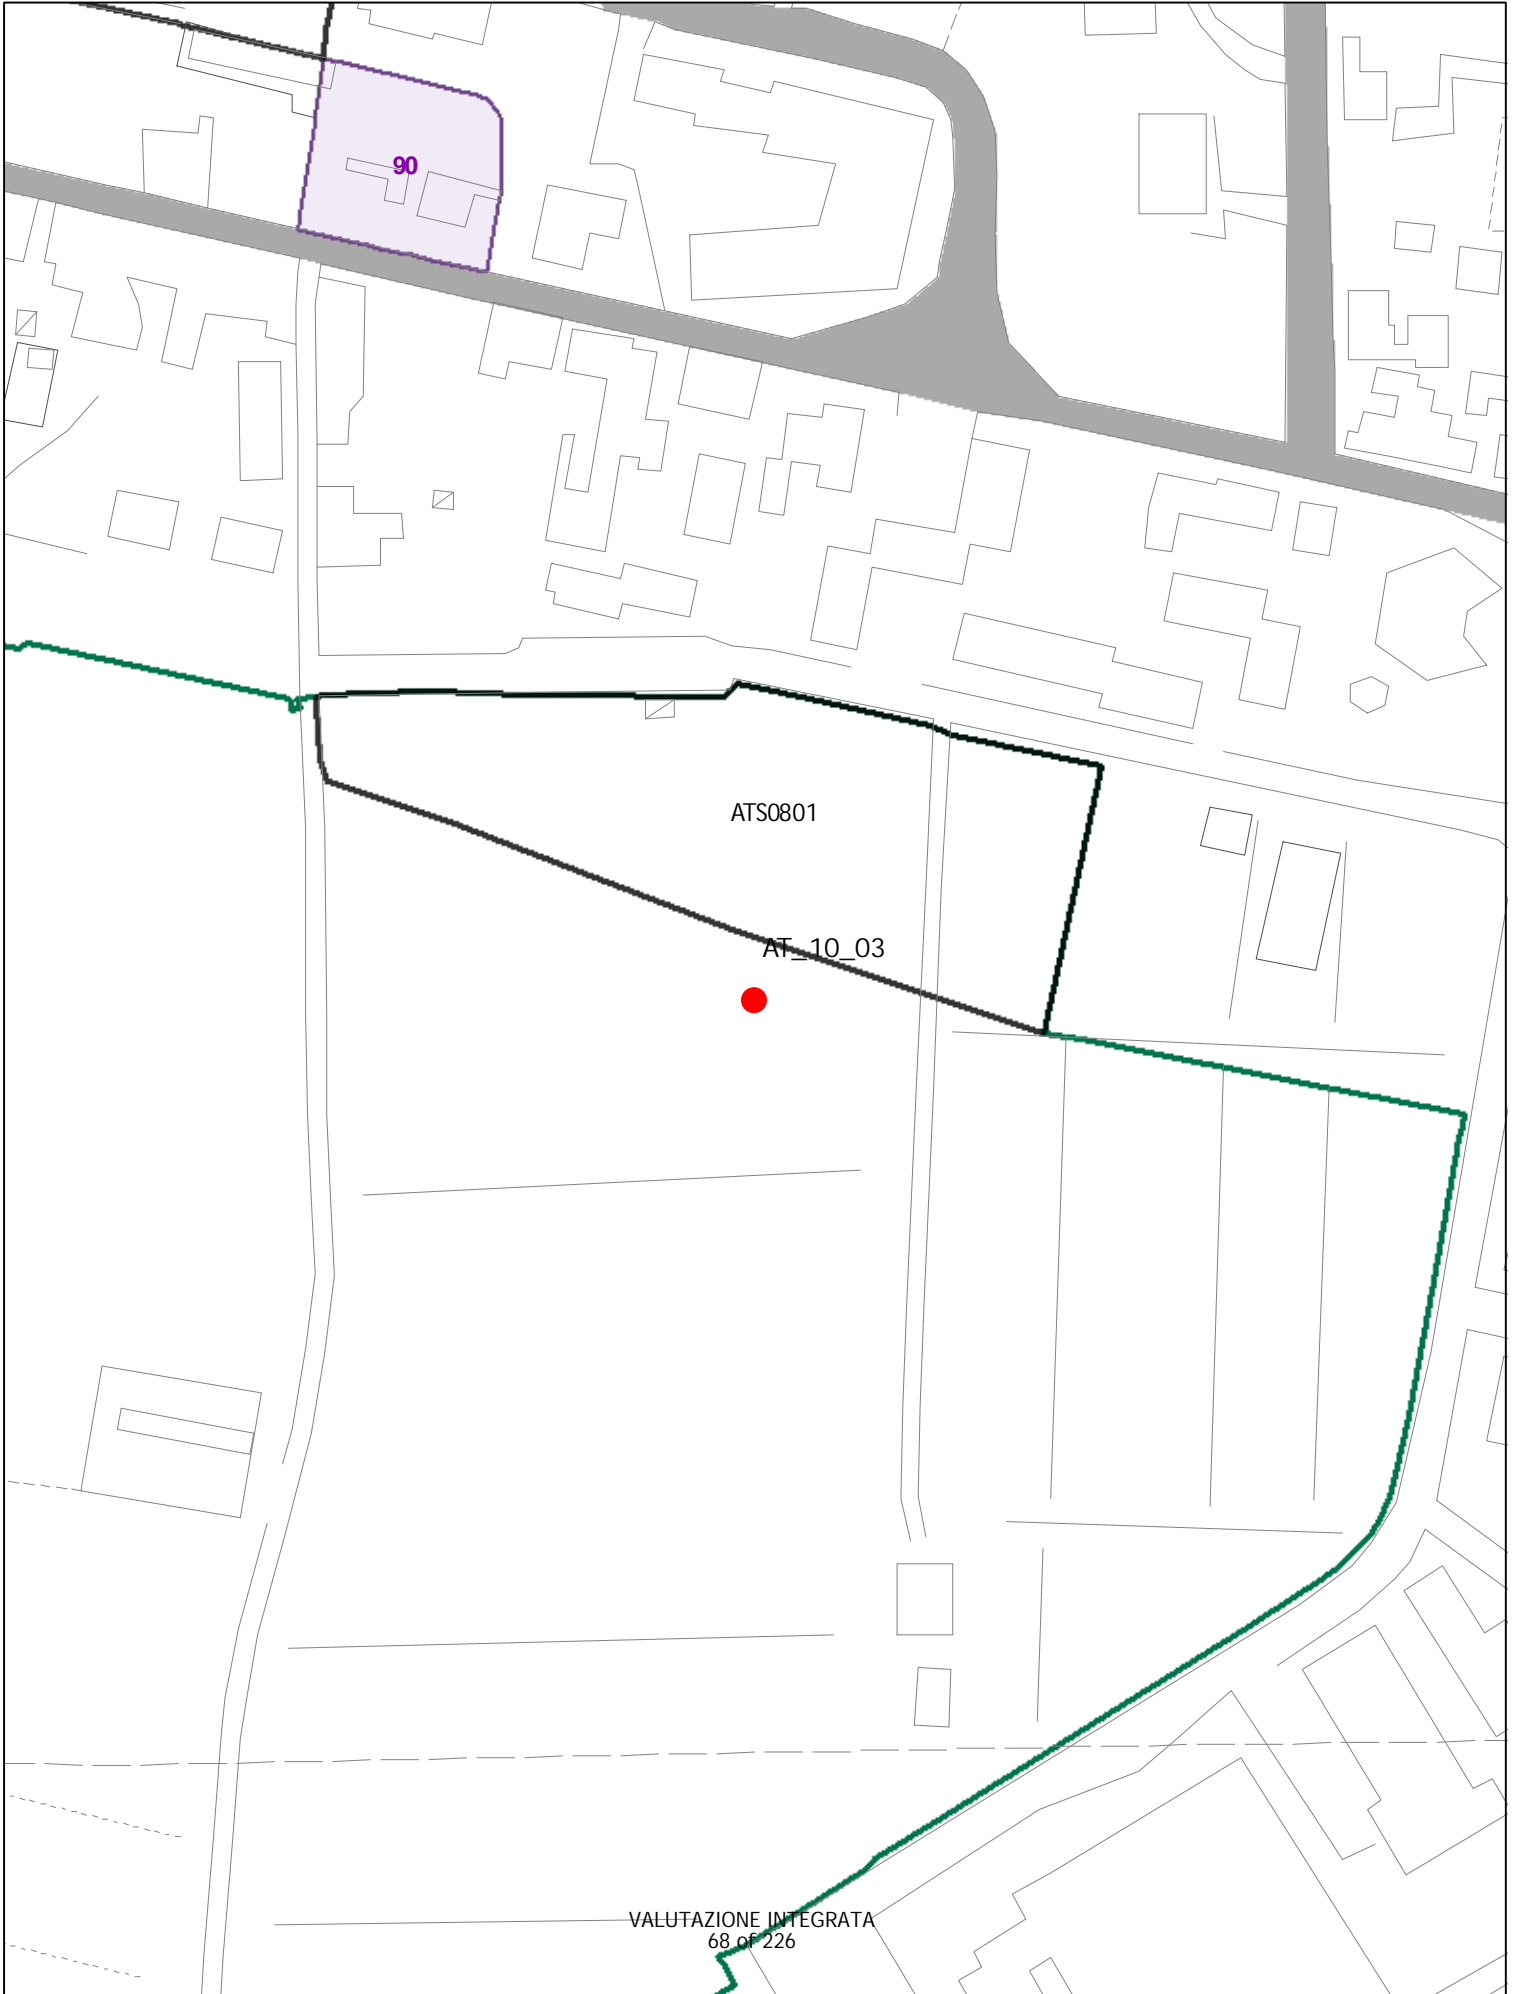 90
ATS0801
AT_10_03
VALUTAZIONE INTEGRATA
68 of 226